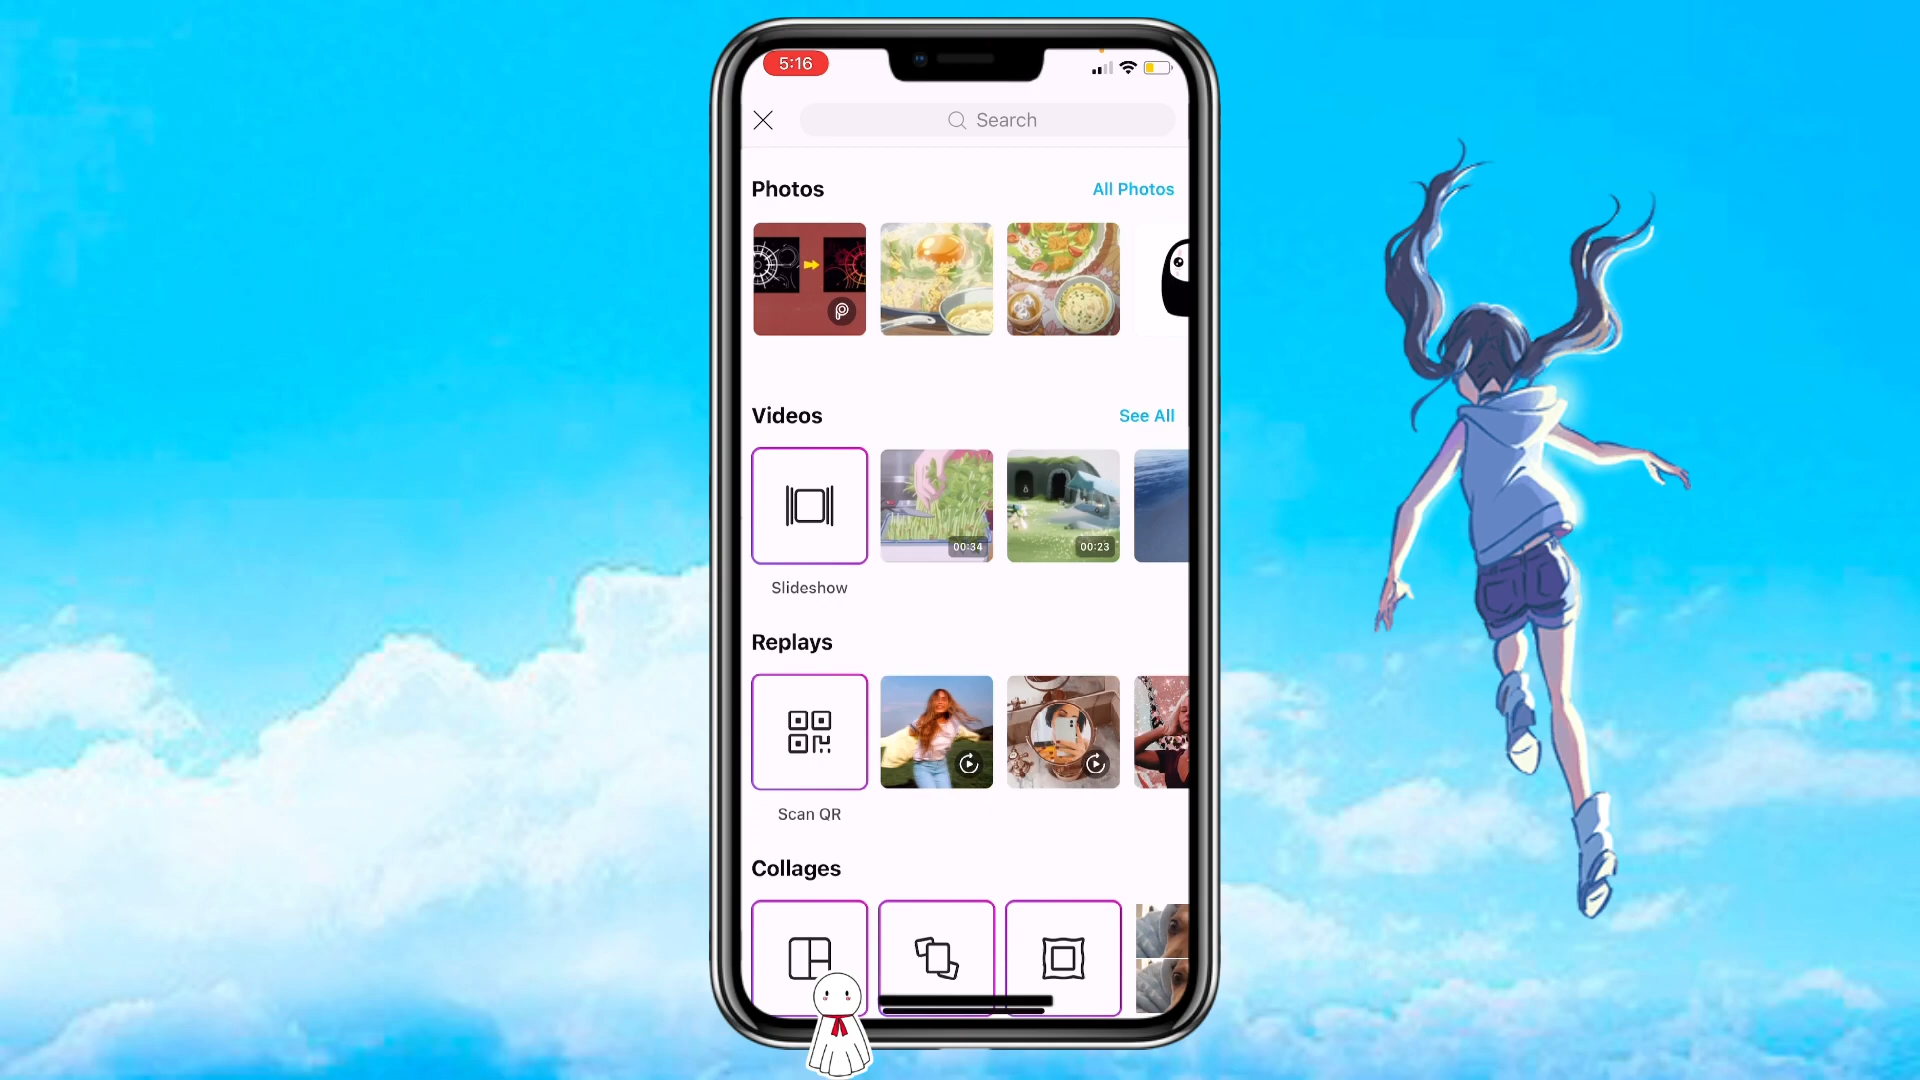 5:16
Search
Photos
All Photos
Videos
See All
00:34
00:23
Slideshow
Replays
Scan QR
Collages